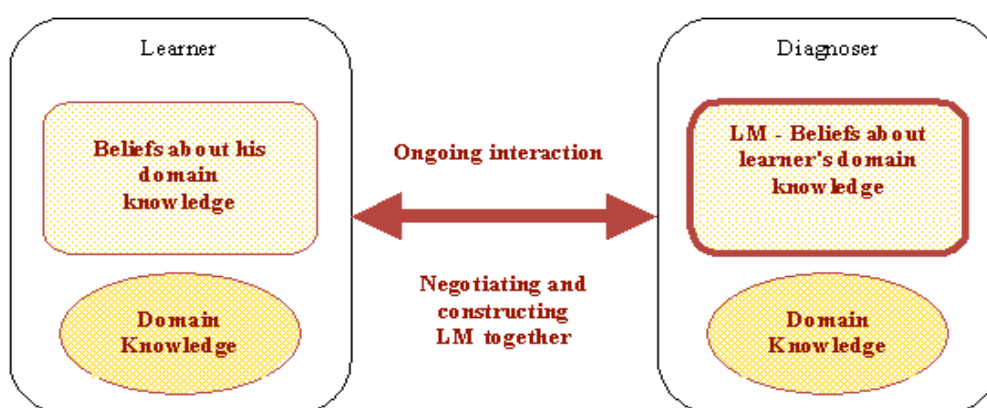 Learner
Beliefs about his
domain
knowledge
Domain
Knowledge
Ongoing interaction
Negotiating and
constructing
LM together
Diagnoser
LM - Beliefs about
learner's domain
knowledge
Domain
Knowledge